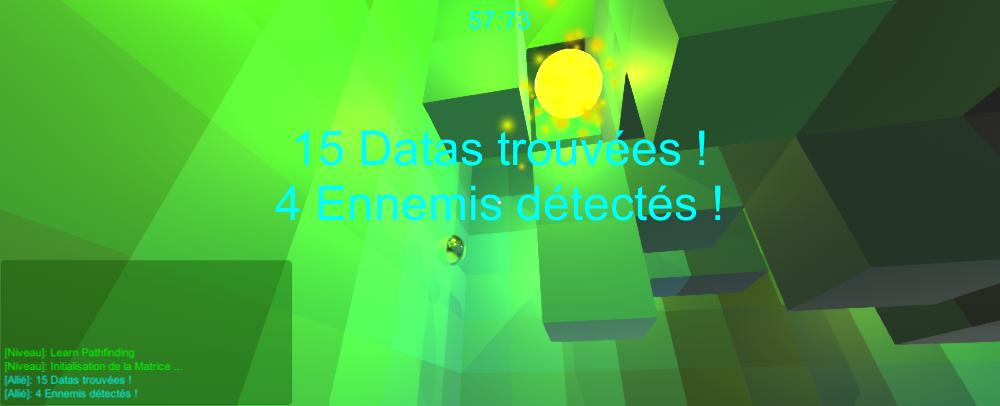 57:73
15 Datas trouvées !
4 Ennemis détectés !
[Niveau]: Learn Pathfinding
[Niveau]: Initialisation de la Matrice ...
[Allié]: 15 Datas trouvées !
[Allié]: 4 Ennemis détectés !